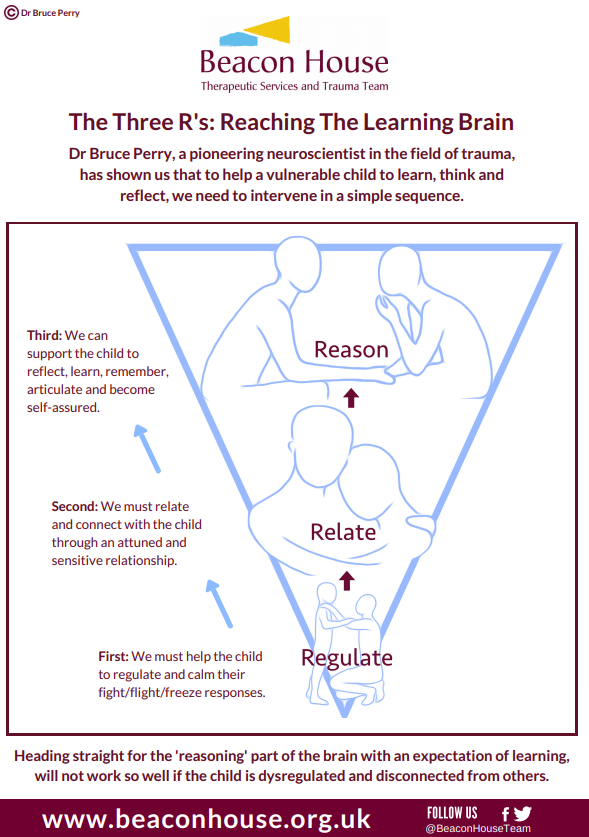 © Dr Bruce Perry
Beacon House
Therapeutic Services and Trauma Team
The Three R's: Reaching The Learning Brain
Dr Bruce Perry, a pioneering neuroscientist in the field of trauma,
has shown us that to help a vulnerable child to learn, think and
reflect, we need to intervene in a simple sequence.
Third: We can
support the child to
reflect, learn, remember,
articulate and become
self-assured.
Reason
Second: We must relate
and connect with the child
through an attuned and
sensitive relationship.
Relate
First: We must help the child
to regulate and calm their
fight/flight/freeze responses.
Regulate
Heading straight for the 'reasoning' part of the brain with an expectation of learning,
will not work so well if the child is dysregulated and disconnected from others.
www.beaconhouse.org.uk
FOLLOW US
@BeaconHouseTeam